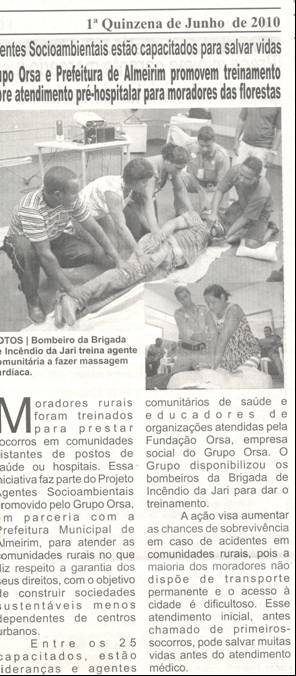 1ª Quinzena de Junho de 2010
entes Socioambientais estão capacitados para salvar vidas
upo Orsa e Prefeitura de Almeirim promovem treinamento
bre atendimento pré-hospitalar para moradores das florestas
OTOS | Bombeiro da Brigada
e Incêndio da Jari treina agente
omunitária a fazer massagem
ardíaca.
Moradores rurais
foram treinados
para prestar
socorros em comunidades
istantes de postos de
aúde ou hospitais. Essa
niciativa faz parte do Projeto
Agentes Socioambientais
promovido pelo Grupo Orsa,
em parceria com a
Prefeitura Municipal de
Almeirim, para atender as
omunidades rurais no que
diz respeito a garantia dos
seus direitos, com o objetivo
de construir sociedades
sustentáveis menos
dependentes de centros
urbanos.
Entre os 25
capacitados, estão
lideranças e agentes
comunitários de saúde e
educadores de
organizações atendidas pela
Fundação Orsa, empresa
social do Grupo Orsa. O
Grupo disponibilizou os
bombeiros da Brigada de
Incêndio da Jari para dar o
treinamento.
A ação visa aumentar
as chances de sobrevivência
em caso de acidentes em
comunidades rurais, pois a
maioria dos moradores não
dispõe de transporte
permanente e o acesso à
cidade é dificultoso. Esse
atendimento inicial, antes
chamado de primeiros-
socorros, pode salvar muitas
vidas antes do atendimento
médico.